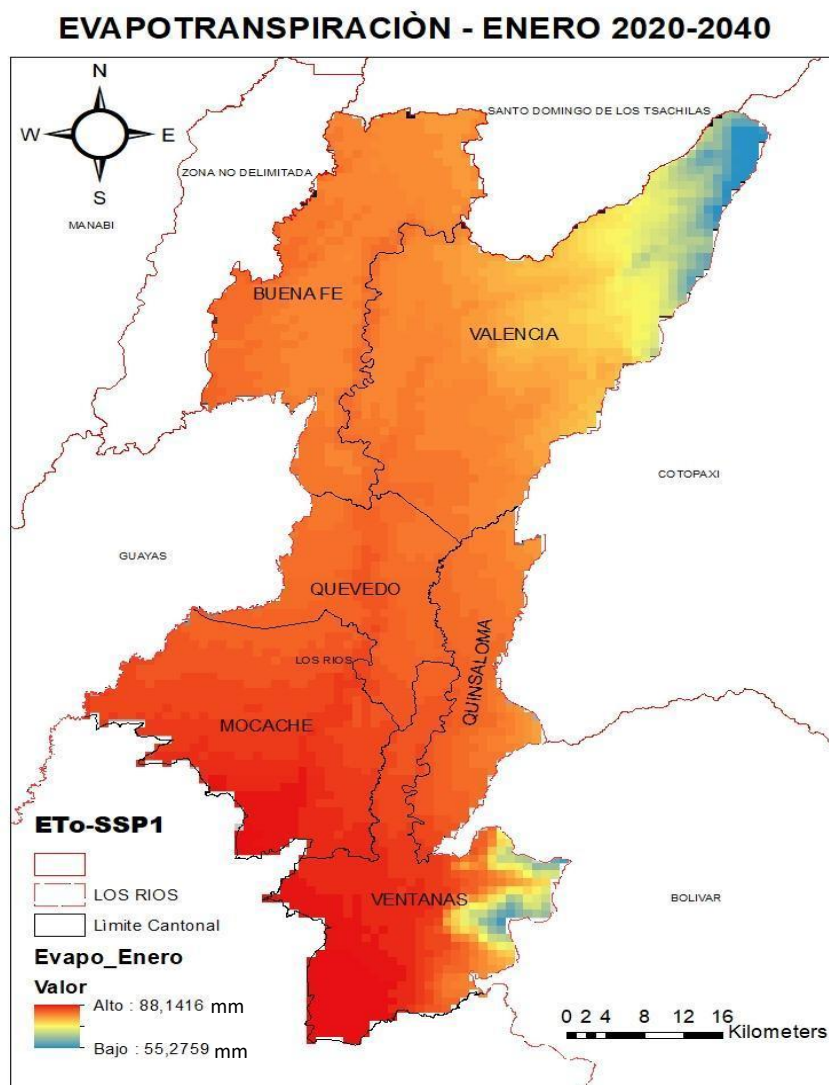 EVAPOTRANSPIRACIÒN - ENERO 2020-2040
N
W
E
S
SANTO DOMINGO DE LOS TSACHILAS
ZONA NO DELIMITADA
MANABI
BUENA FE
VALENCIA
COTOPAXI
GUAYAS
QUEVEDO
LOS RIOS
QUINSALOMA
MOCACHE
VENTANAS
BOLIVAR
ETo-SSP1
LOS RIOS
Lìmite Cantonal
Evapo_Enero
Valor
Alto : 88,1416 mm
Bajo : 55,2759 mm
0 2 4 8 12 16
Kilometers